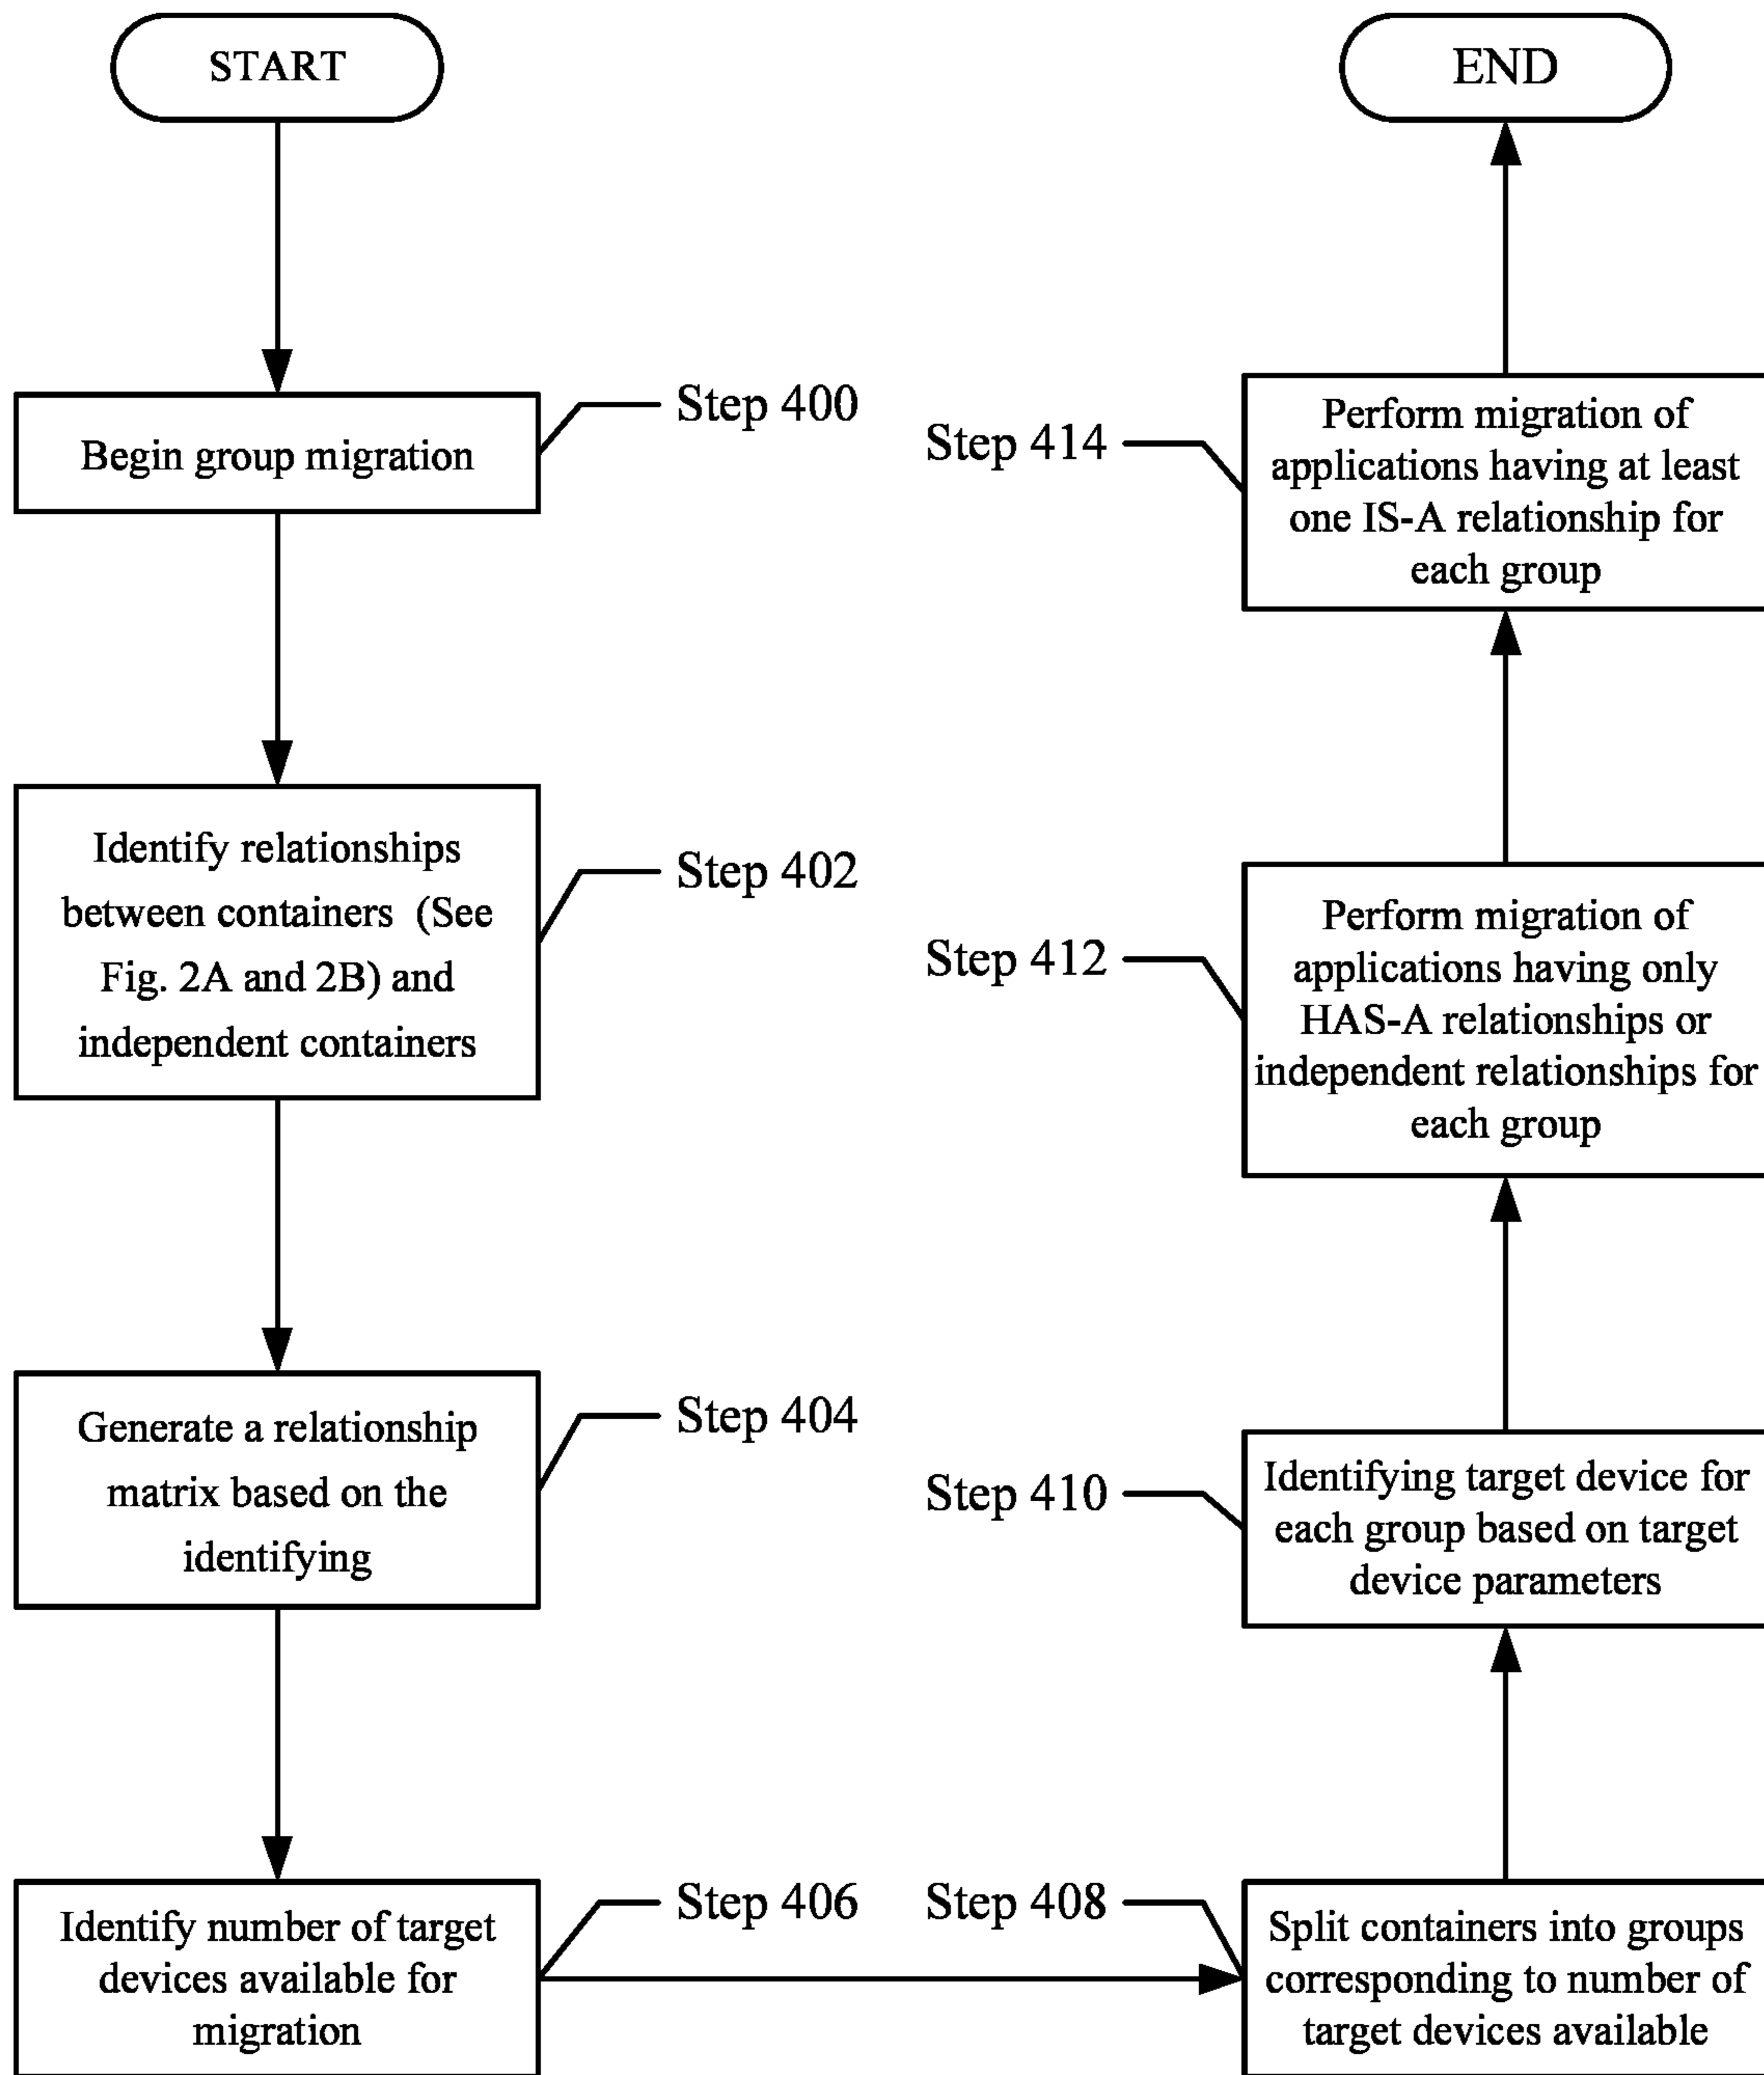 START
Begin group migration
Step 400
Identify relationships
between containers (See
Fig. 2A and 2B) and
independent containers
Step 402
Generate a relationship
matrix based on the
identifying
Step 404
Identify number of target
devices available for
migration
Step 406
Step 408
Split containers into groups
corresponding to number of
target devices available
Step 410
Identifying target device for
each group based on target
device parameters
Step 412
Perform migration of
applications having only
HAS-A relationships or
independent relationships for
each group
Step 414
Perform migration of
applications having at least
one IS-A relationship for
each group
END